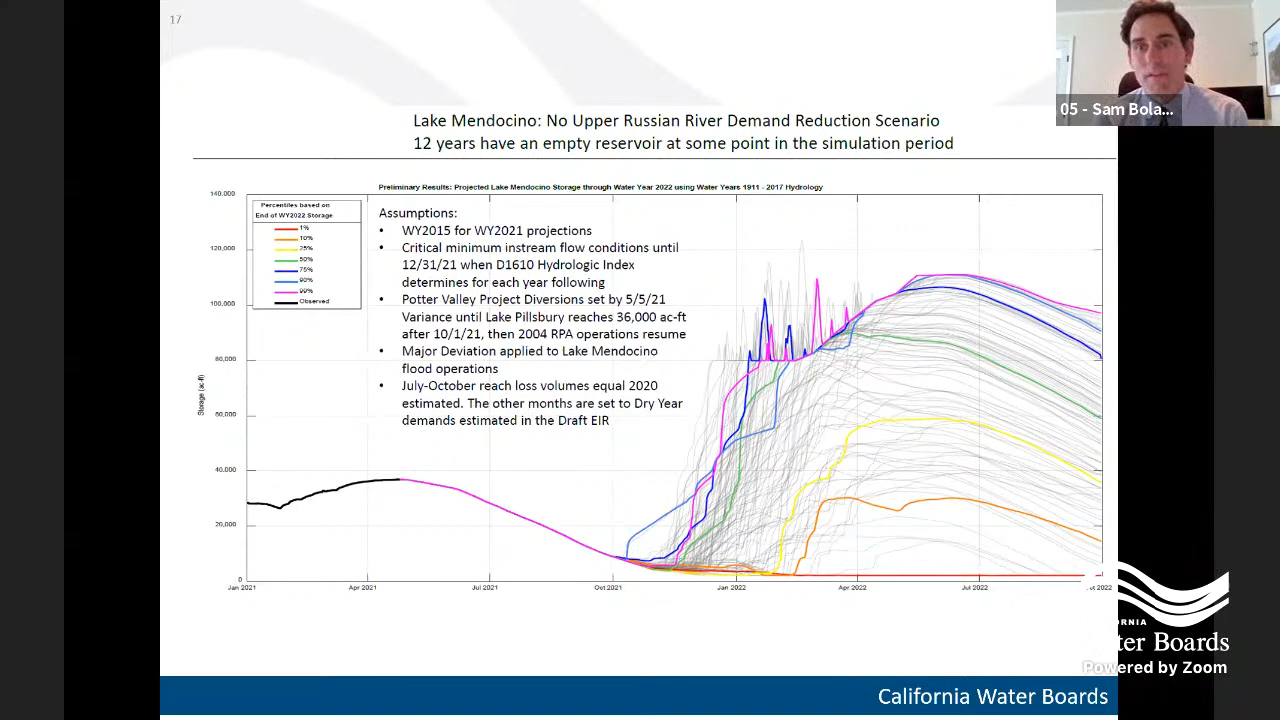 17
05 - Sam Bola...
Lake Mendocino: No Upper Russian River Demand Reduction Scenario
12 years have an empty reservoir at some point in the simulation period
Preliminary Results: Projected Lake Mendocino Storage through Water Year 2022 using Water Years 1911 - 2017 Hydrology
140,000
120,000
100,000
80,000
60,000
40,000
20,000
0
Storage (ac-ft)
Percentiles based on
End of WY2022 Storage
1%
10%
25%
50%
75%
90%
99%
Observed
Assumptions:
• WY2015 for WY2021 projections
• Critical minimum instream flow conditions until
12/31/21 when D1610 Hydrologic Index
determines for each year following
• Potter Valley Project Diversions set by 5/5/21
Variance until Lake Pillsbury reaches 36,000 ac-ft
after 10/1/21, then 2004 RPA operations resume
• Major Deviation applied to Lake Mendocino
flood operations
• July-October reach loss volumes equal 2020
estimated. The other months are set to Dry Year
demands estimated in the Draft EIR
Jan 2021
Apr 2021
Jul 2021
Oct 2021
Jan 2022
Apr 2022
Jul 2022
2022
ORNIA
ter Boards
Powered by Zoom
California Water Boards